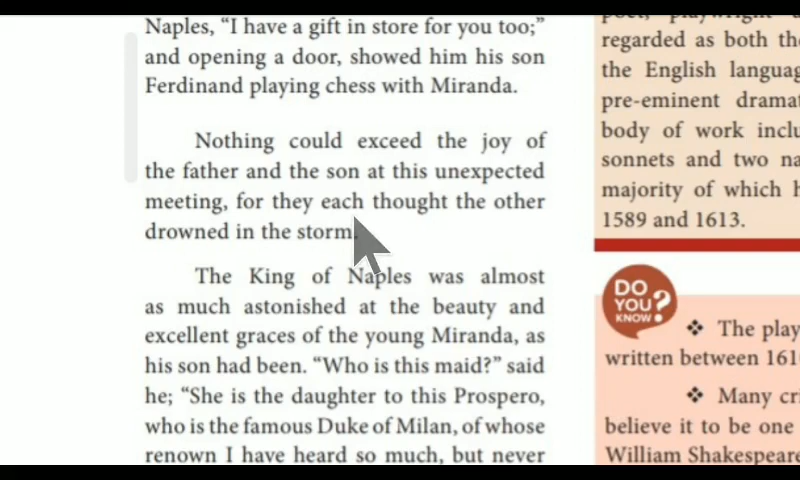 Naples, “I have a gift in store for you too;”
and opening a door, showed him his son
Ferdinand playing chess with Miranda.
Nothing could exceed the joy of
the father and the son at this unexpected
meeting, for they each thought the other
drowned in the storm.
The King of Naples was almost
as much astonished at the beauty and
excellent graces of the young Miranda, as
his son had been. “Who is this maid?” said
he; “She is the daughter to this Prospero,
who is the famous Duke of Milan, of whose
renown I have heard so much, but never
regarded as both the
the English languag
pre-eminent dramat
body of work inclu
sonnets and two na
majority of which h
1589 and 1613.
DO
YOU?
KNOW!
❖ The play
written between 161
❖ Many cri
believe it to be one
William Shakespeare